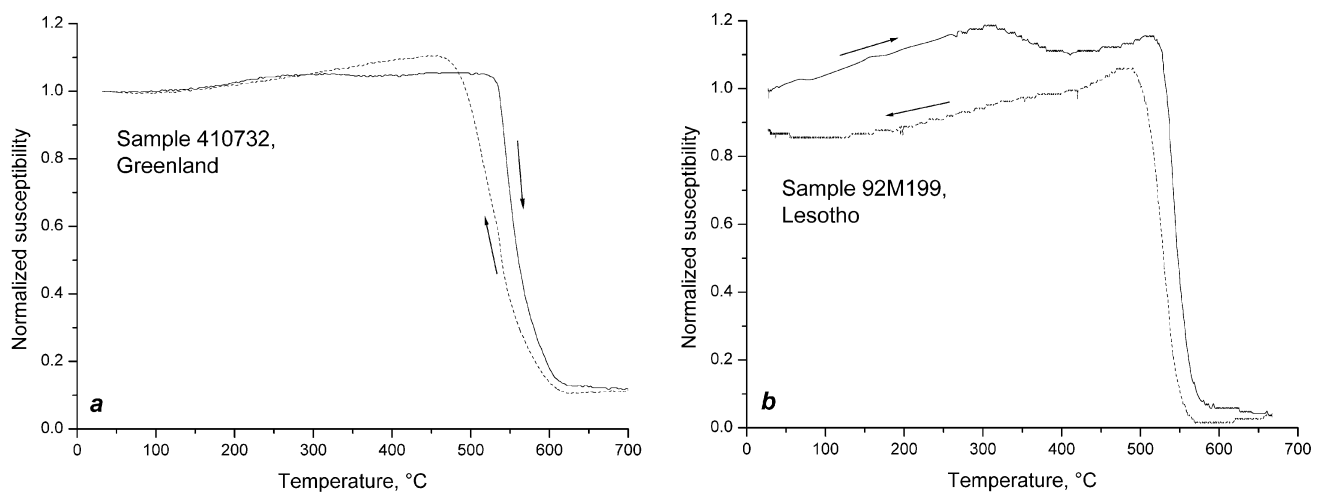 1.2
1.0
0.8
0.6
0.4
0.2
0.0
Normalized susceptibility
Sample 410732,
Greenland
a
0 100 200 300 400 500 600 700
Temperature, °C
1.2
1.0
0.8
0.6
0.4
0.2
0.0
Normalized susceptibility
Sample 92M199,
Lesotho
b
0 100 200 300 400 500 600 700
Temperature, °C